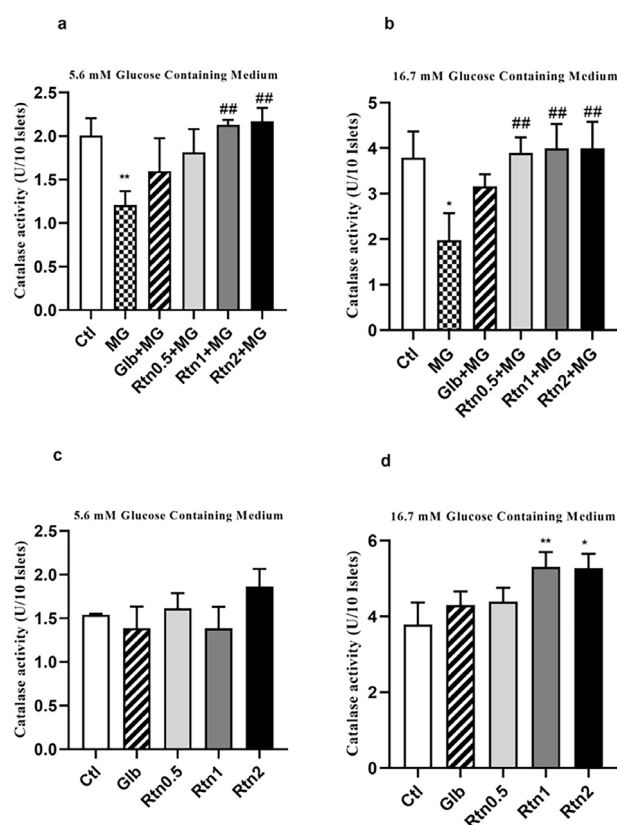 a
5.6 mM Glucose Containing Medium
Catalase activity (U/10 Islets)
2.5
2.0
1.5
1.0
0.5
0.0
**
##
##
Ctl
MG
Glb+MG
Rtn0.5+MG
Rtn1+MG
Rtn2+MG
b
16.7 mM Glucose Containing Medium
Catalase activity (U/10 Islets)
5
4
3
2
1
0
*
##
##
##
Ctl
MG
Glb+MG
Rtn0.5+MG
Rtn1+MG
Rtn2+MG
c
5.6 mM Glucose Containing Medium
Catalase activity (U/10 Islets)
2.5
2.0
1.5
1.0
0.5
0.0
Ctl
Glb
Rtn0.5
Rtn1
Rtn2
d
16.7 mM Glucose Containing Medium
Catalase activity (U/10 Islets)
6
4
2
0
**
*
Ctl
Glb
Rtn0.5
Rtn1
Rtn2